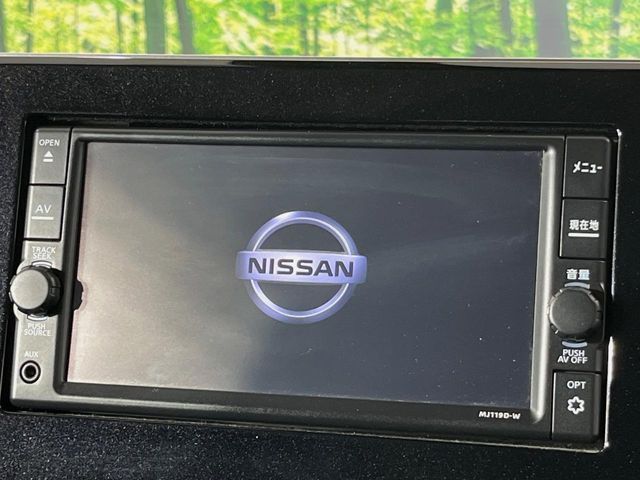 OPEN
AV
TRACK
SEEK
PUSH
SOURCE
AUX
NISSAN
メニュー
現在地
音量
PUSH
AV OFF
OPT
MJ119D-W